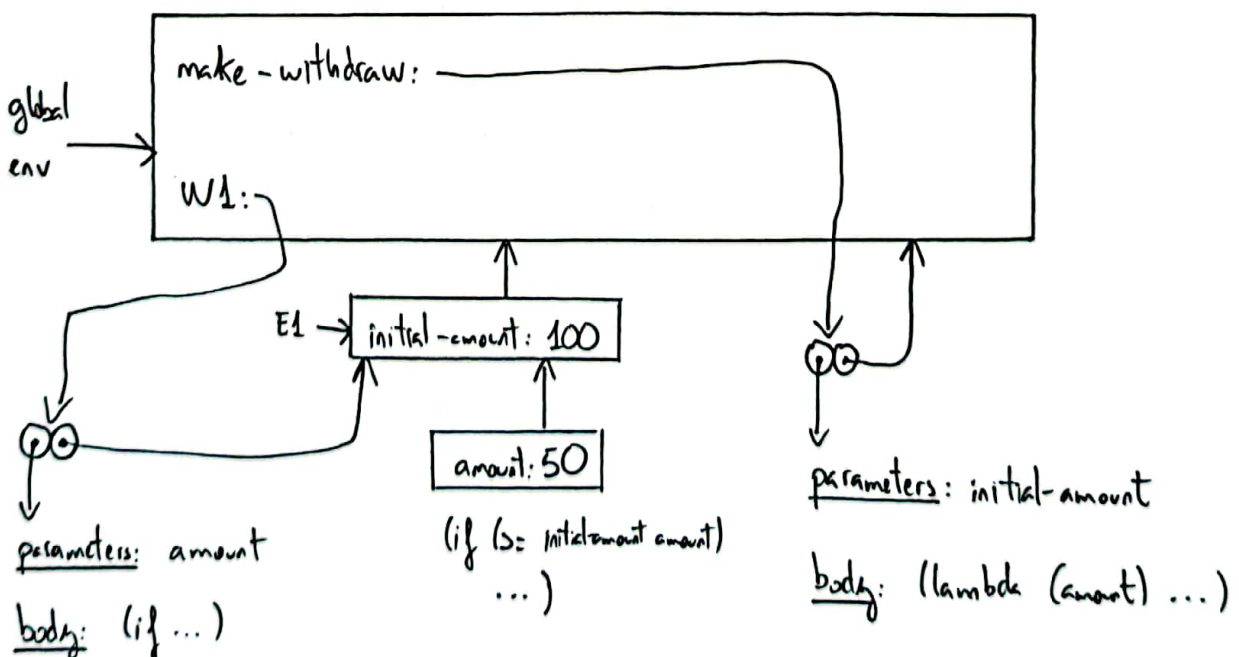 make-withdraw:
global
env
W1:
E1
initial-amount: 100
amount: 50
(if (>= initial-amount amount)
...)
parameters: amount
body: (if ...)
parameters: initial-amount
body: (lambda (amount) ...)